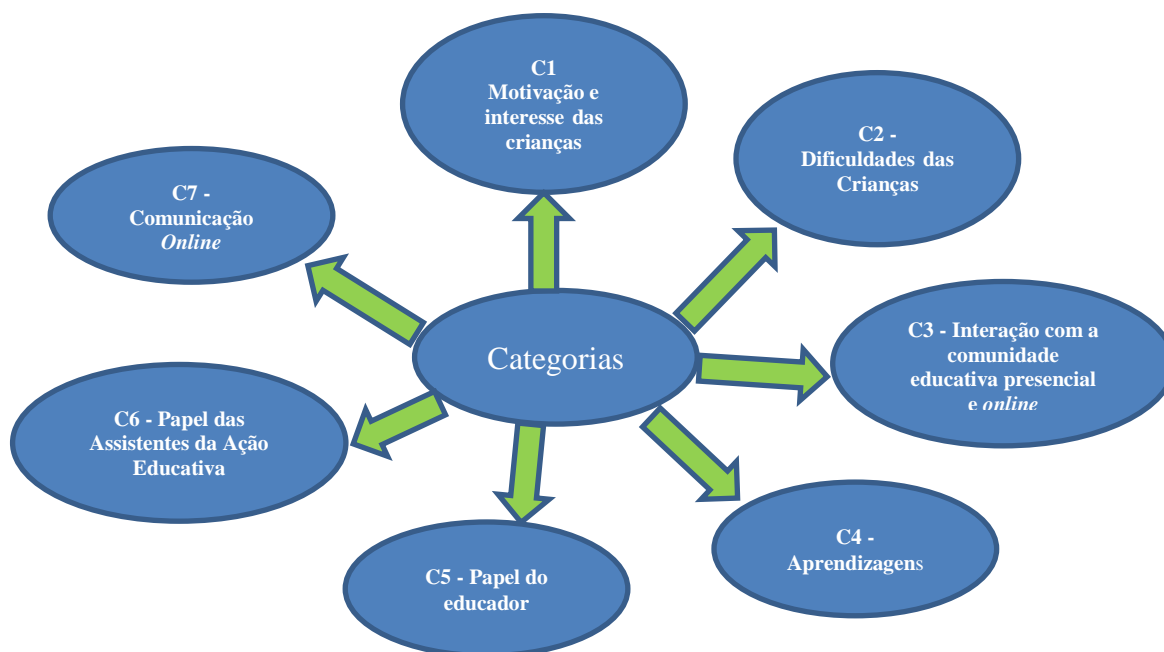 C1
Motivação e
interesse das
crianças
C2 -
Dificuldades das
Crianças
C3 - Interação com a
comunidade
educativa presencial
e online
C4 -
Aprendizagens
C5 - Papel do
educador
C6 - Papel das
Assistentes da Ação
Educativa
C7 -
Comunicação
Online
Categorias